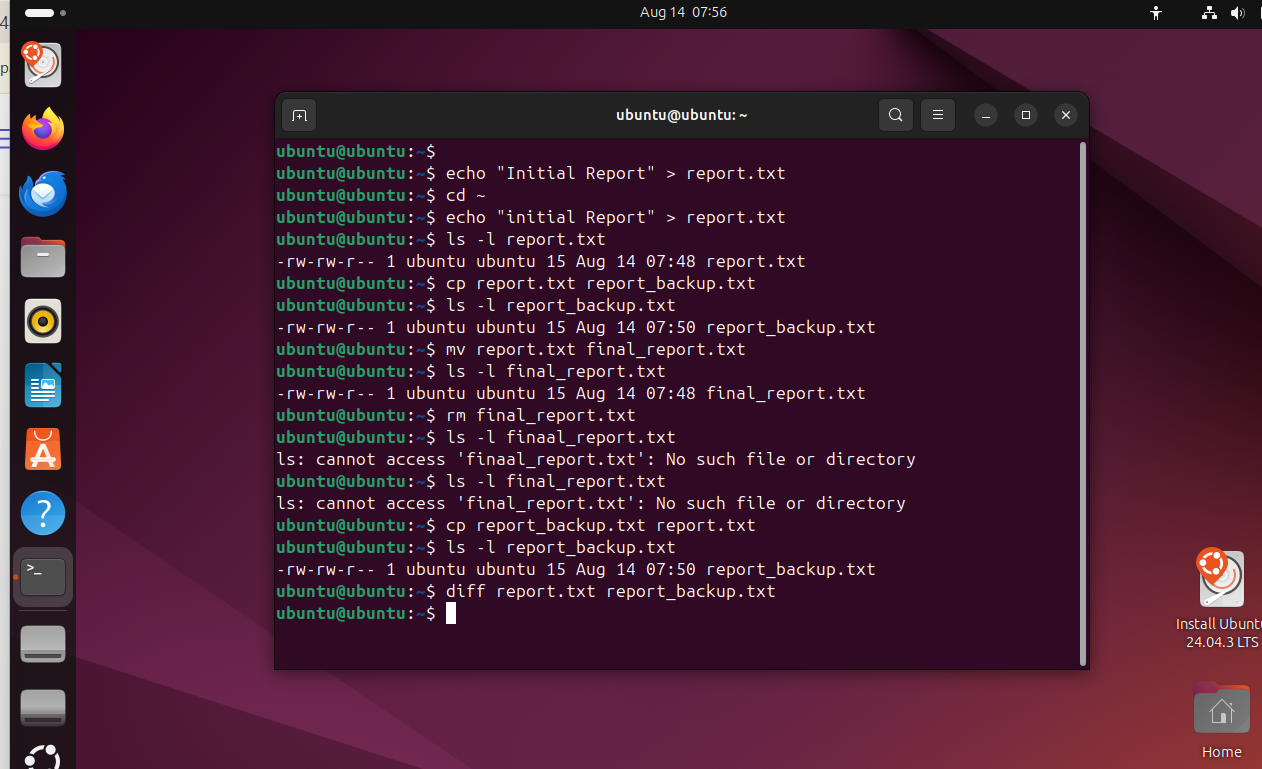 4
Aug 14 07:56
p
ubuntu@ubuntu: ~
ubuntu@ubuntu:~$
ubuntu@ubuntu:~$ echo "Initial Report" > report.txt
ubuntu@ubuntu:~$ cd ~
ubuntu@ubuntu:~$ echo "initial Report" > report.txt
ubuntu@ubuntu:~$ ls -l report.txt
-rw-rw-r-- 1 ubuntu ubuntu 15 Aug 14 07:48 report.txt
ubuntu@ubuntu:~$ cp report.txt report_backup.txt
ubuntu@ubuntu:~$ ls -l report_backup.txt
-rw-rw-r-- 1 ubuntu ubuntu 15 Aug 14 07:50 report_backup.txt
ubuntu@ubuntu:~$ mv report.txt final_report.txt
ubuntu@ubuntu:~$ ls -l final_report.txt
-rw-rw-r-- 1 ubuntu ubuntu 15 Aug 14 07:48 final_report.txt
ubuntu@ubuntu:~$ rm final_report.txt
ubuntu@ubuntu:~$ ls -l finaal_report.txt
ls: cannot access 'finaal_report.txt': No such file or directory
ubuntu@ubuntu:~$ ls -l final_report.txt
ls: cannot access 'final_report.txt': No such file or directory
ubuntu@ubuntu:~$ cp report_backup.txt report.txt
ubuntu@ubuntu:~$ ls -l report_backup.txt
-rw-rw-r-- 1 ubuntu ubuntu 15 Aug 14 07:50 report_backup.txt
ubuntu@ubuntu:~$ diff report.txt report_backup.txt
ubuntu@ubuntu:~$
Install Ubuntu
24.04.3 LTS
Home